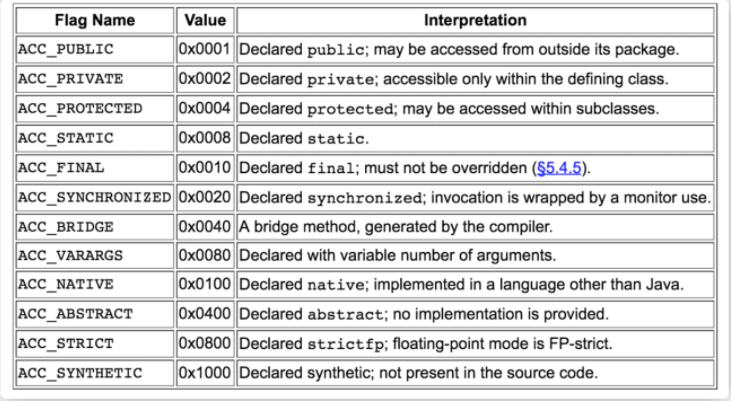 Flag Name Value Interpretation
ACC_PUBLIC 0x0001 Declared public; may be accessed from outside its package.
ACC_PRIVATE 0x0002 Declared private; accessible only within the defining class.
ACC_PROTECTED 0x0004 Declared protected; may be accessed within subclasses.
ACC_STATIC 0x0008 Declared static.
ACC_FINAL 0x0010 Declared final; must not be overridden (§5.4.5).
ACC_SYNCHRONIZED 0x0020 Declared synchronized; invocation is wrapped by a monitor use.
ACC_BRIDGE 0x0040 A bridge method, generated by the compiler.
ACC_VARARGS 0x0080 Declared with variable number of arguments.
ACC_NATIVE 0x0100 Declared native; implemented in a language other than Java.
ACC_ABSTRACT 0x0400 Declared abstract; no implementation is provided.
ACC_STRICT 0x0800 Declared strictfp; floating-point mode is FP-strict.
ACC_SYNTHETIC 0x1000 Declared synthetic; not present in the source code.